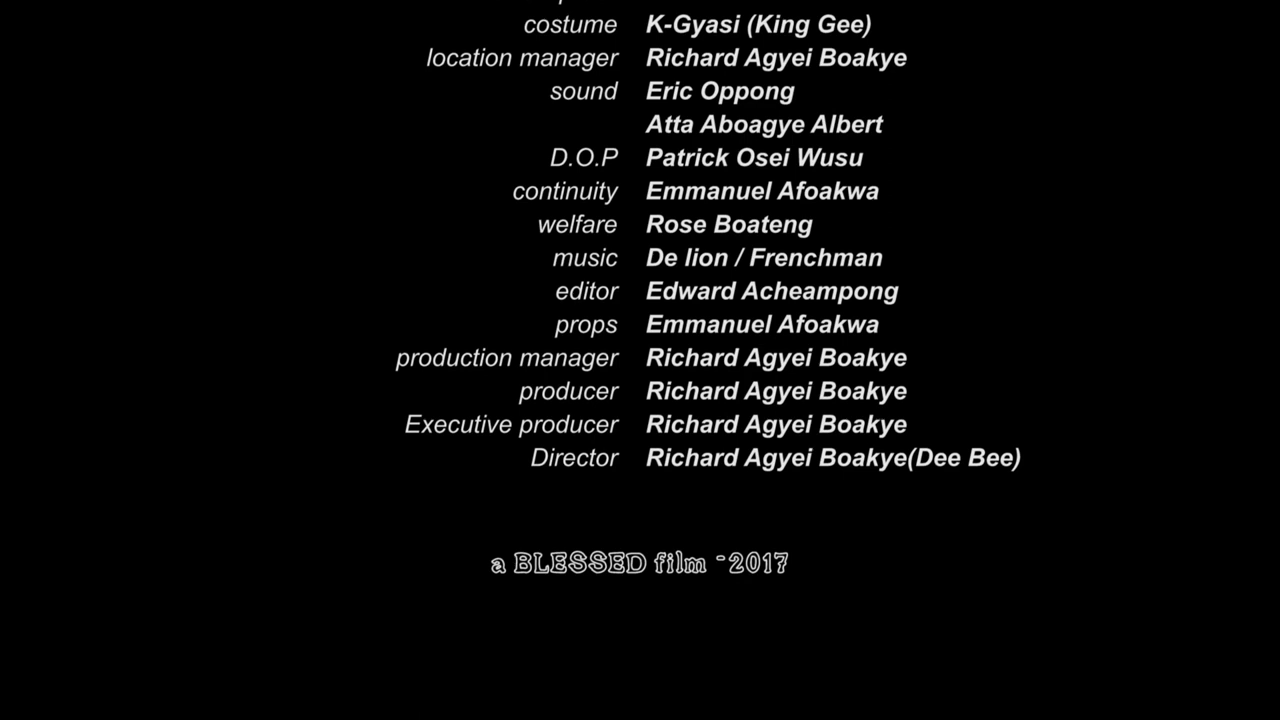 costume K-Gyasi (King Gee)
location manager Richard Agyei Boakye
sound Eric Oppong
Atta Aboagye Albert
D.O.P Patrick Osei Wusu
continuity Emmanuel Afoakwa
welfare Rose Boateng
music De lion / Frenchman
editor Edward Acheampong
props Emmanuel Afoakwa
production manager Richard Agyei Boakye
producer Richard Agyei Boakye
Executive producer Richard Agyei Boakye
Director Richard Agyei Boakye(Dee Bee)
a BLESSED film -2017